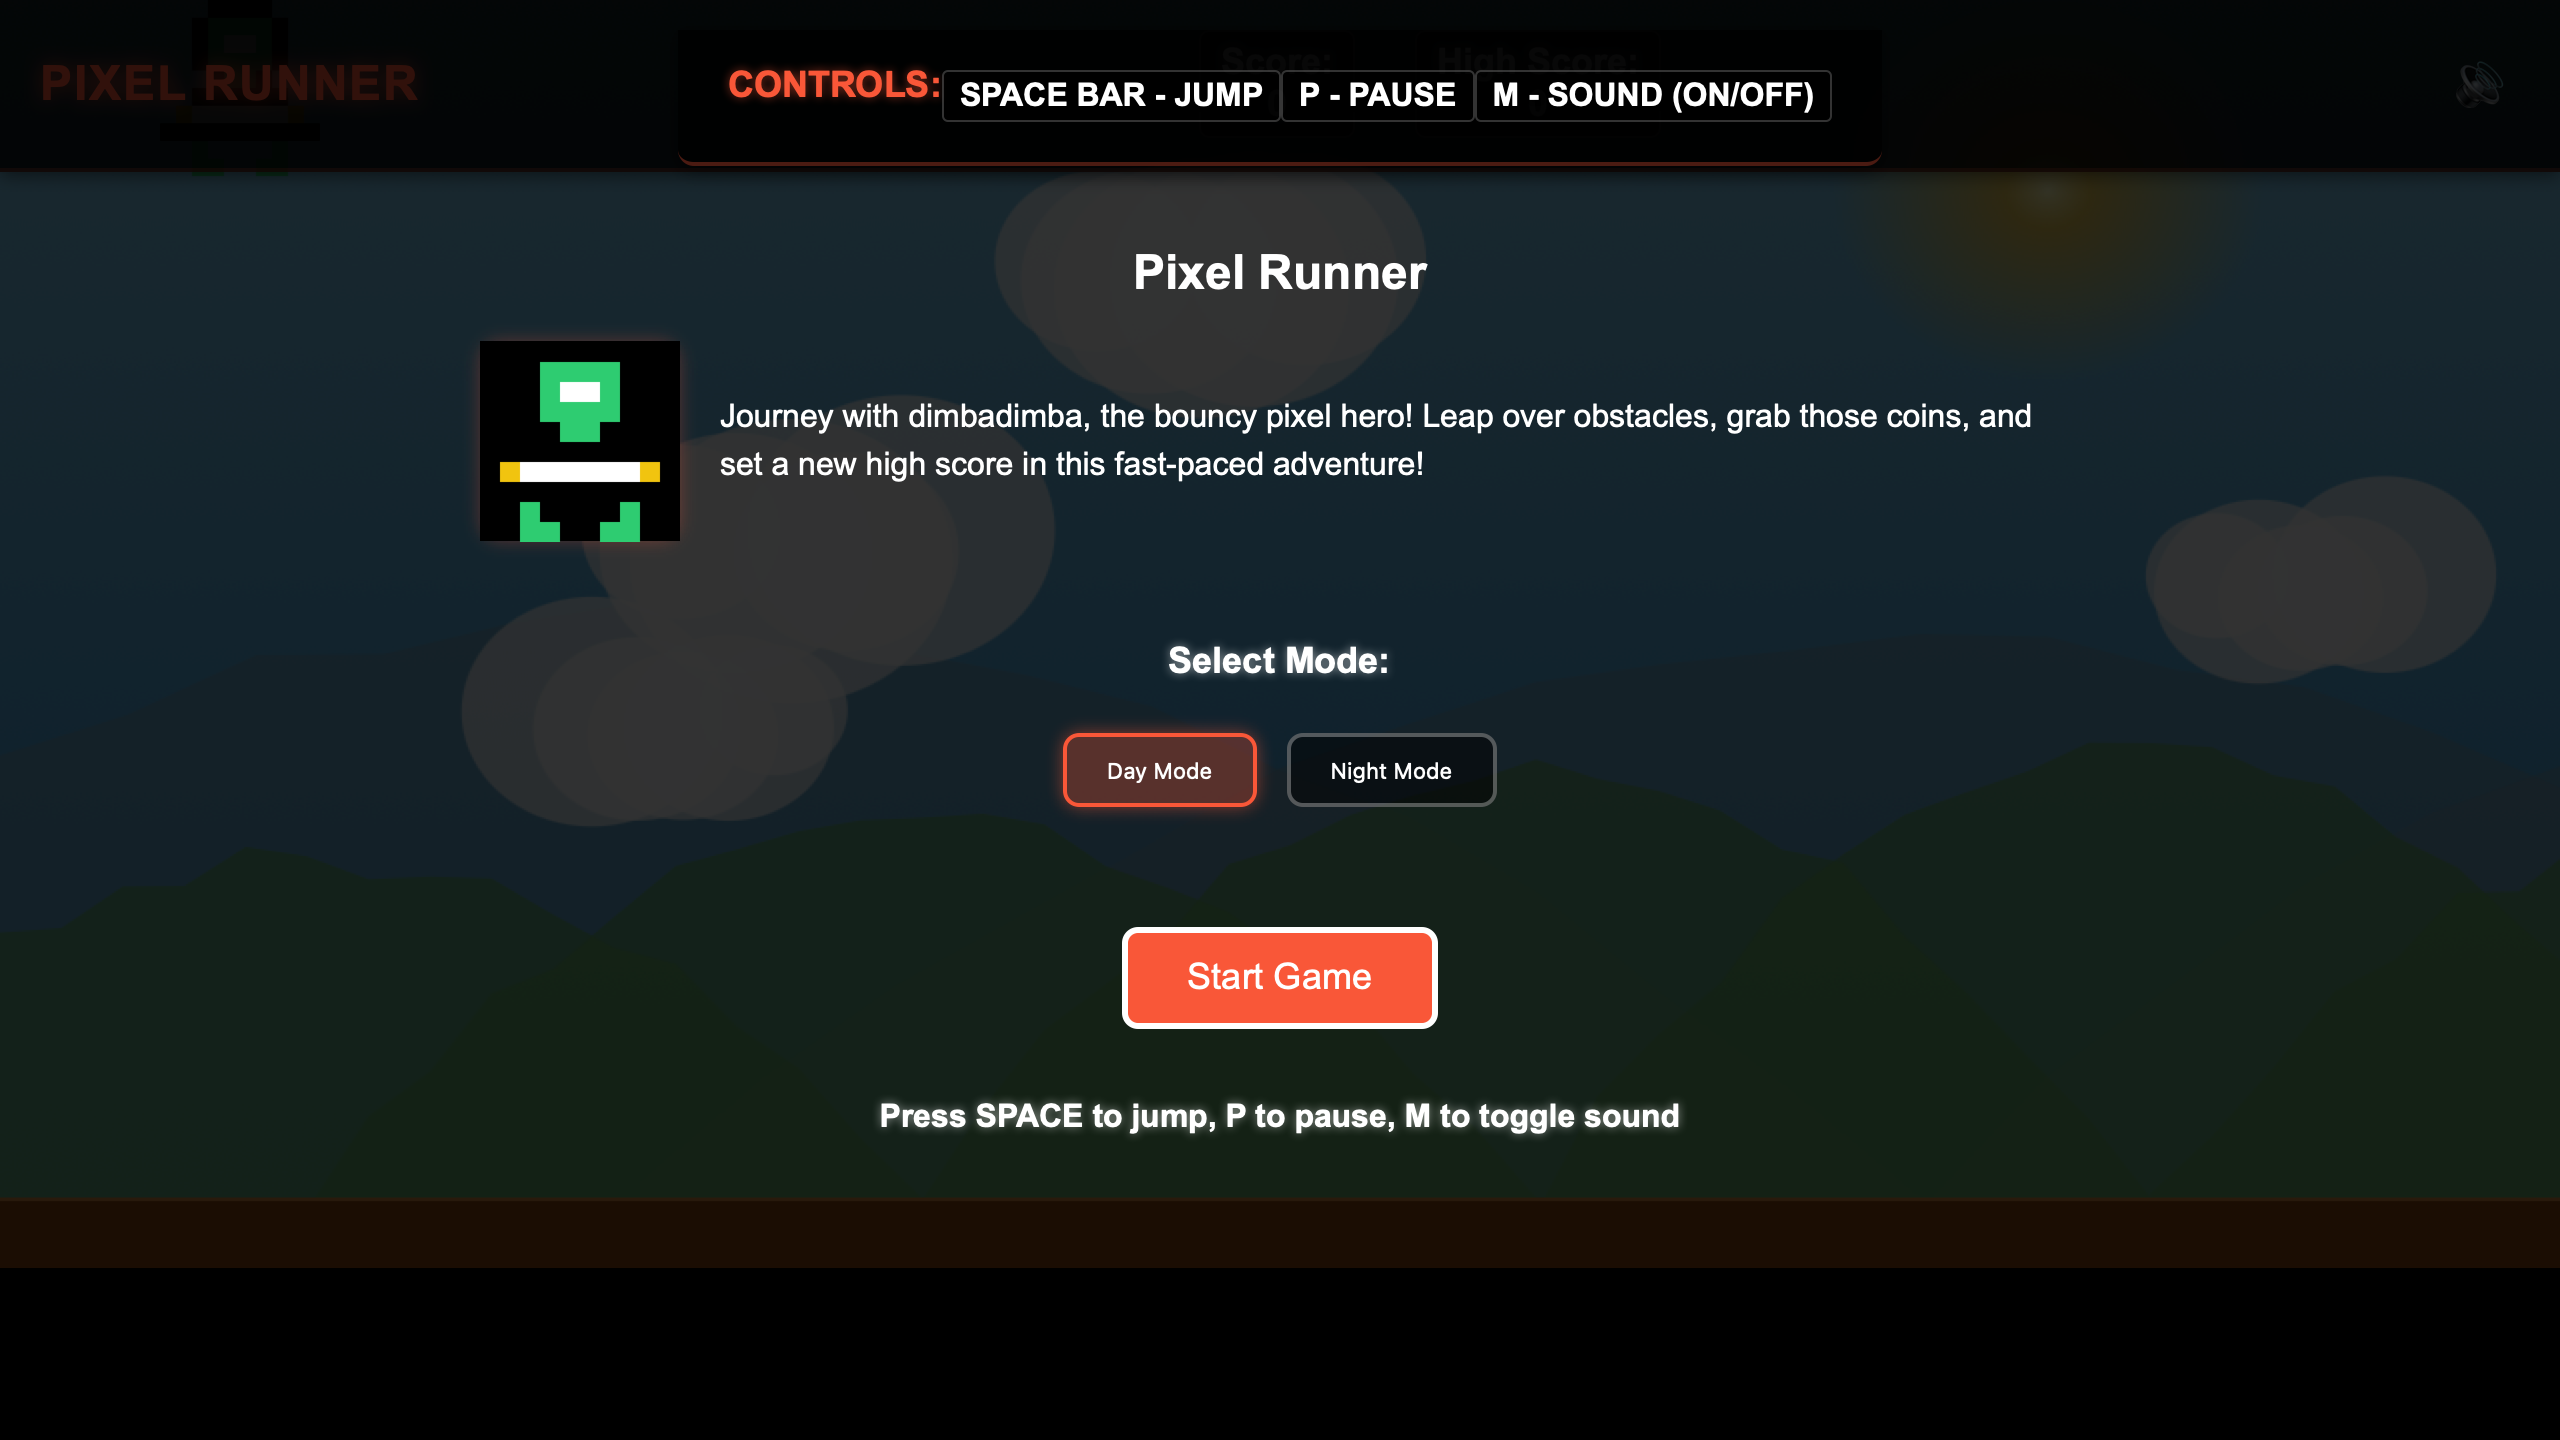 PIXEL RUNNER
Score:
High Score:
CONTROLS:
SPACE BAR - JUMP
P - PAUSE
M - SOUND (ON/OFF)
Pixel Runner
Journey with dimbadimba, the bouncy pixel hero! Leap over obstacles, grab those coins, and
set a new high score in this fast-paced adventure!
Select Mode:
Day Mode
Night Mode
Start Game
Press SPACE to jump, P to pause, M to toggle sound